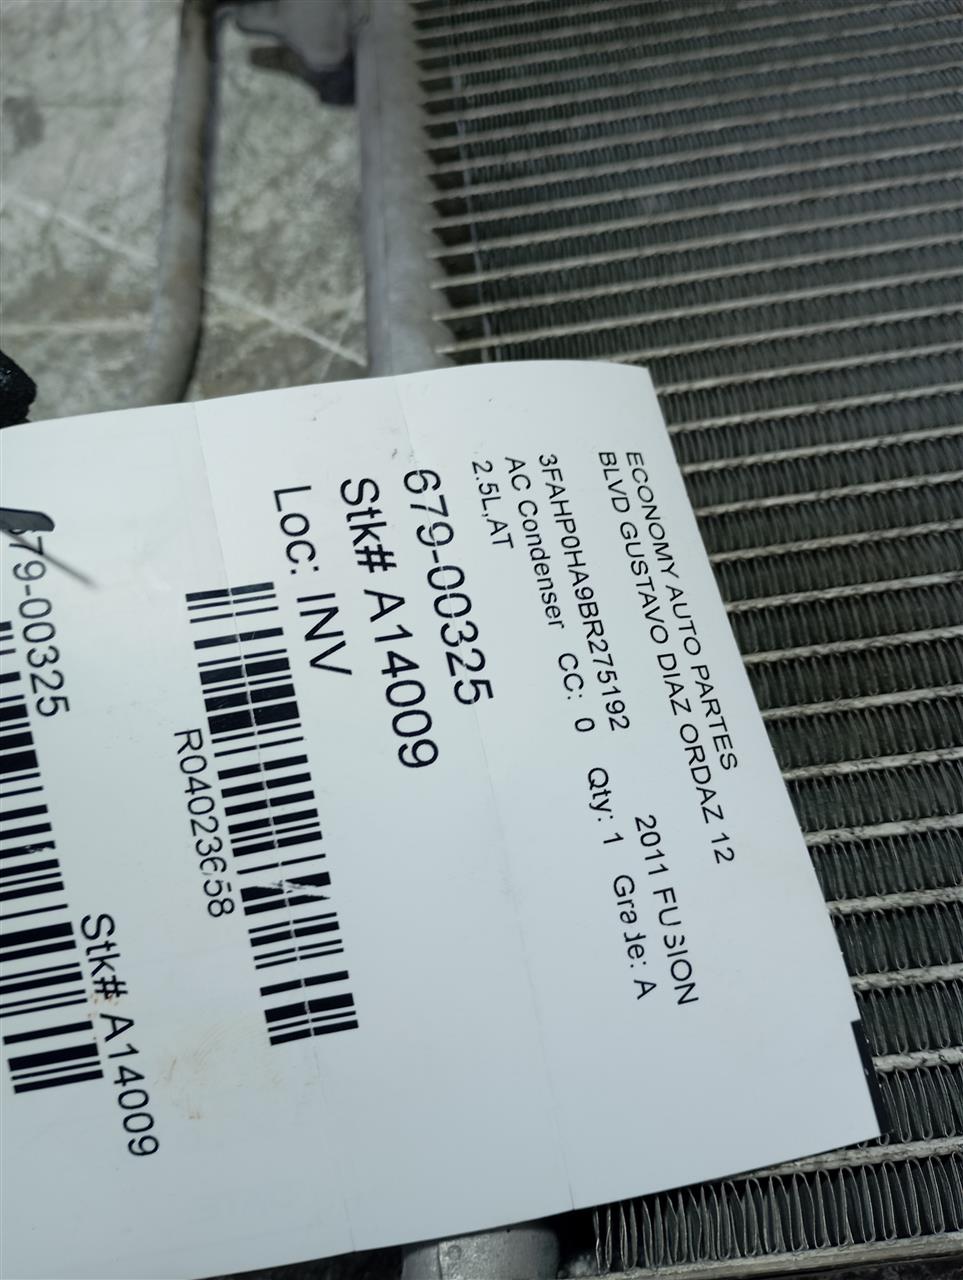 ECONOMY AUTO PARTES
BLVD GUSTAVO DIAZ ORDAZ 12
3FAHP0HA9BR275192 2011 FUSION
AC Condenser CC: 0 Qty: 1 Grade: A
2.5L,AT
679-00325
Stk# A14009
Loc: INV
R04023658
679-00325
Stk# A14009